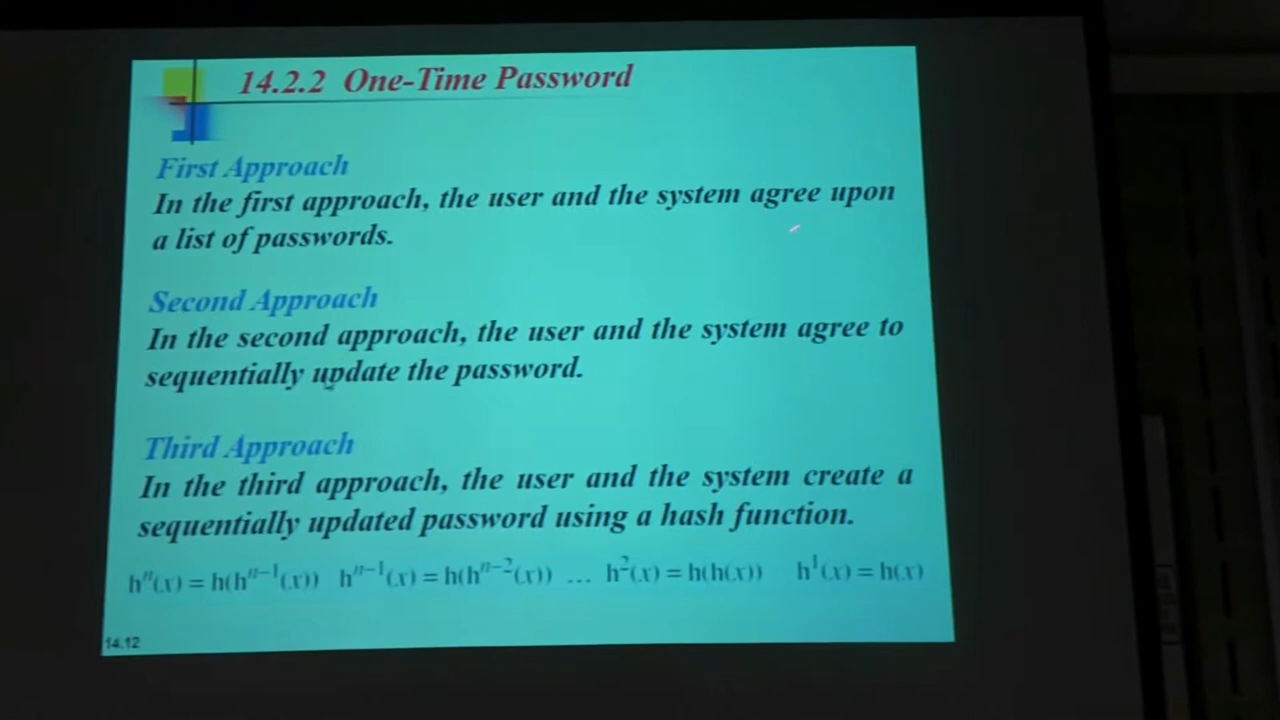 14.2.2 One-Time Password
First Approach
In the first approach, the user and the system agree upon
a list of passwords.
Second Approach
In the second approach, the user and the system agree to
sequentially update the password.
Third Approach
In the third approach, the user and the system create a
sequentially updated password using a hash function.
hⁿ(x) = h(hⁿ⁻¹(x))   hⁿ⁻¹(x) = h(hⁿ⁻²(x))   …   h²(x) = h(h(x))   h¹(x) = h(x)
14.12